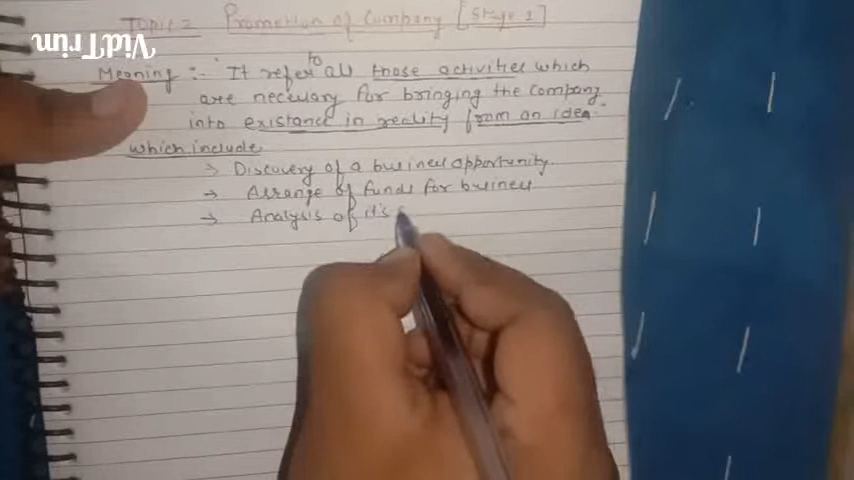 VidTrim
Topic = Promotion of Company [Stage 1]
Meaning :- "It refer to all those activities which
are necessary for bringing the company
into existance in reality from an idea."
which include
→ Discovery of a business opportunity.
→ Arrange of funds for business
→ Analysis of it's